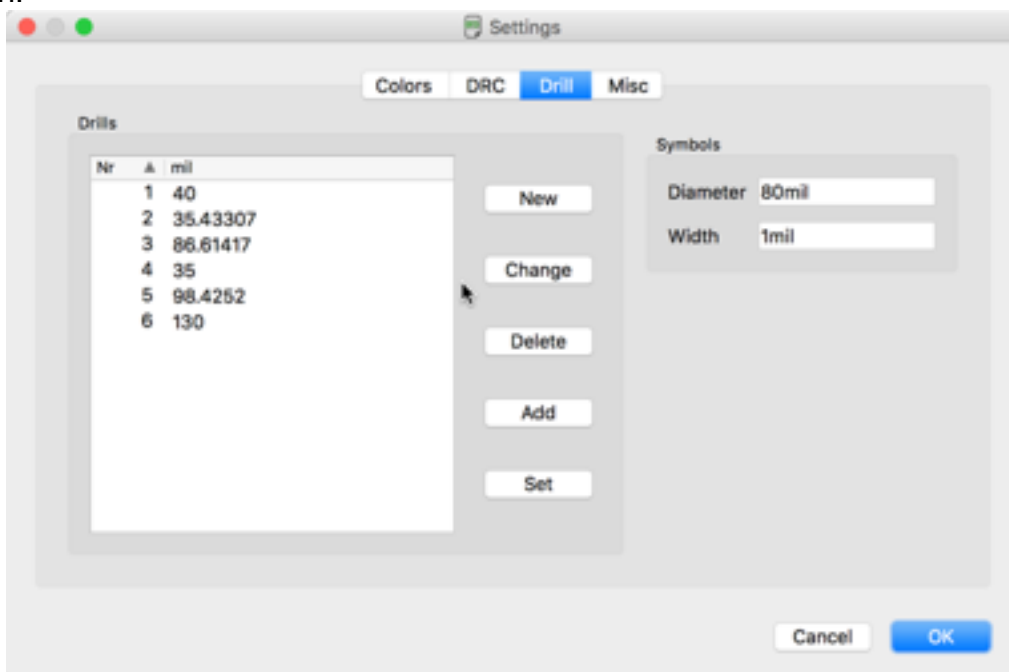 Settings
Colors DRC Drill Misc
Drills
Nr mil
1 40
2 35.43307
3 86.61417
4 35
5 98.4252
6 130
New
Change
Delete
Add
Set
Symbols
Diameter 80mil
Width 1mil
Cancel OK